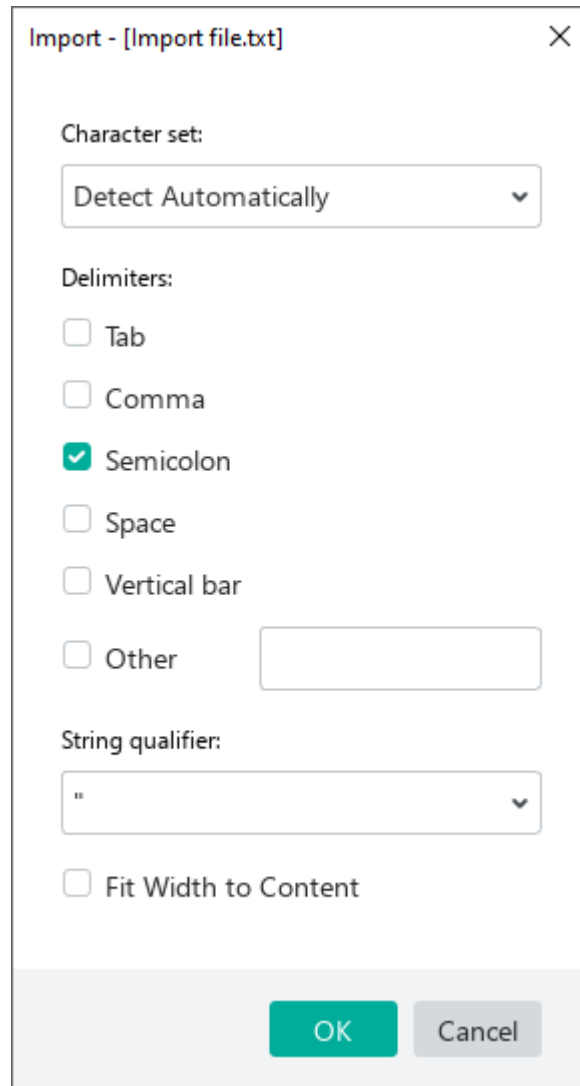 Import - [Import file.txt]
Character set:
Detect Automatically
Delimiters:
Tab
Comma
Semicolon
Space
Vertical bar
Other
String qualifier:
"
Fit Width to Content
OK Cancel